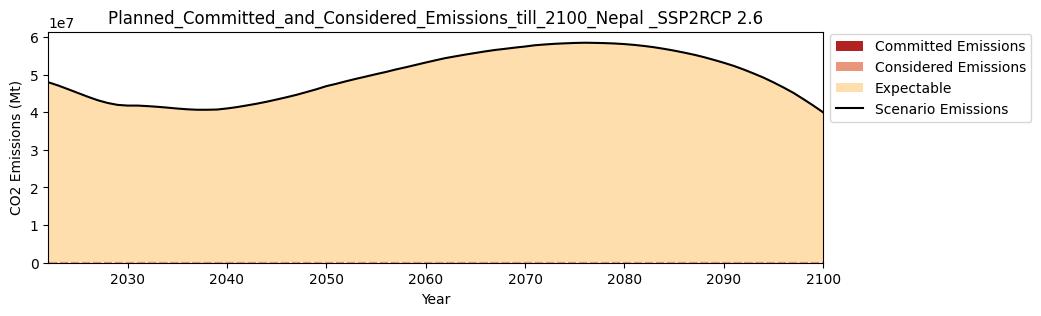 Planned_Committed_and_Considered_Emissions_till_2100_Nepal _SSP2RCP 2.6
1e7
6
5
4
3
2
1
0
CO2 Emissions (Mt)
2030 2040 2050 2060 2070 2080 2090 2100
Year
Committed Emissions
Considered Emissions
Expectable
Scenario Emissions